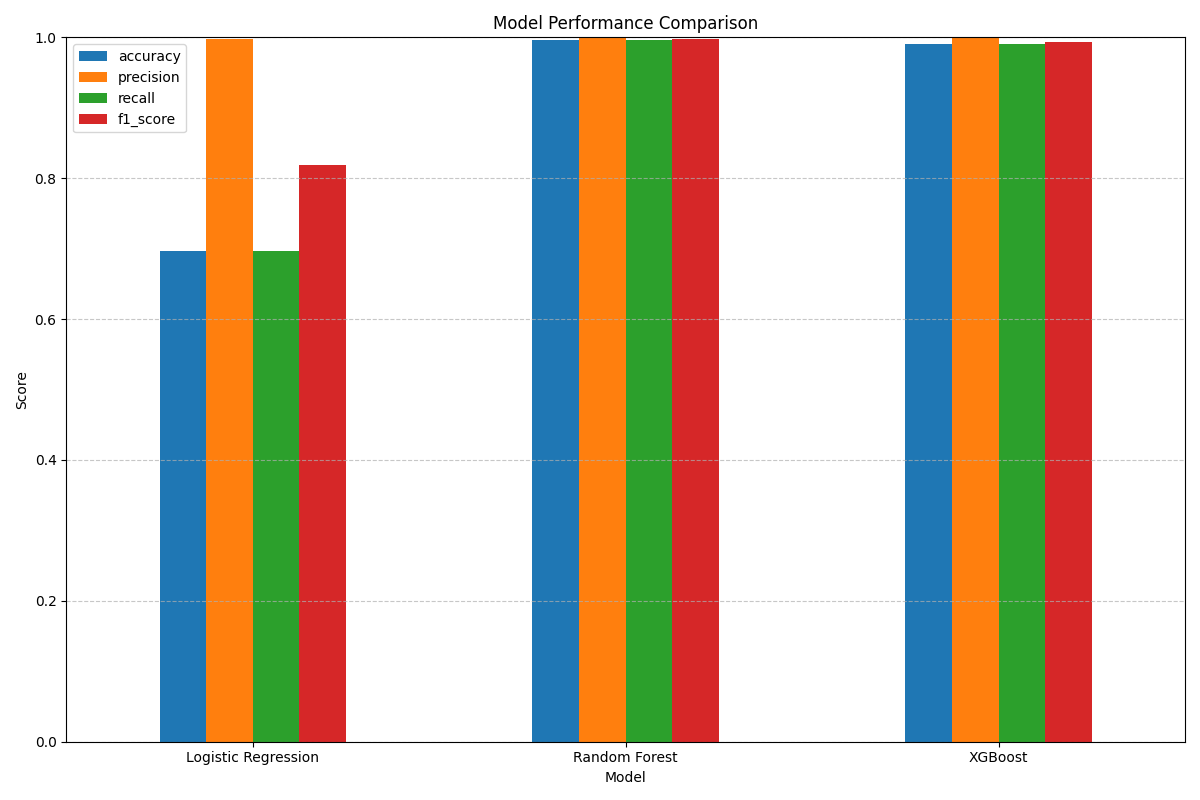 Model Performance Comparison
accuracy
precision
recall
f1_score
1.0
0.8
0.6
0.4
0.2
0.0
Score
Logistic Regression
Random Forest
XGBoost
Model